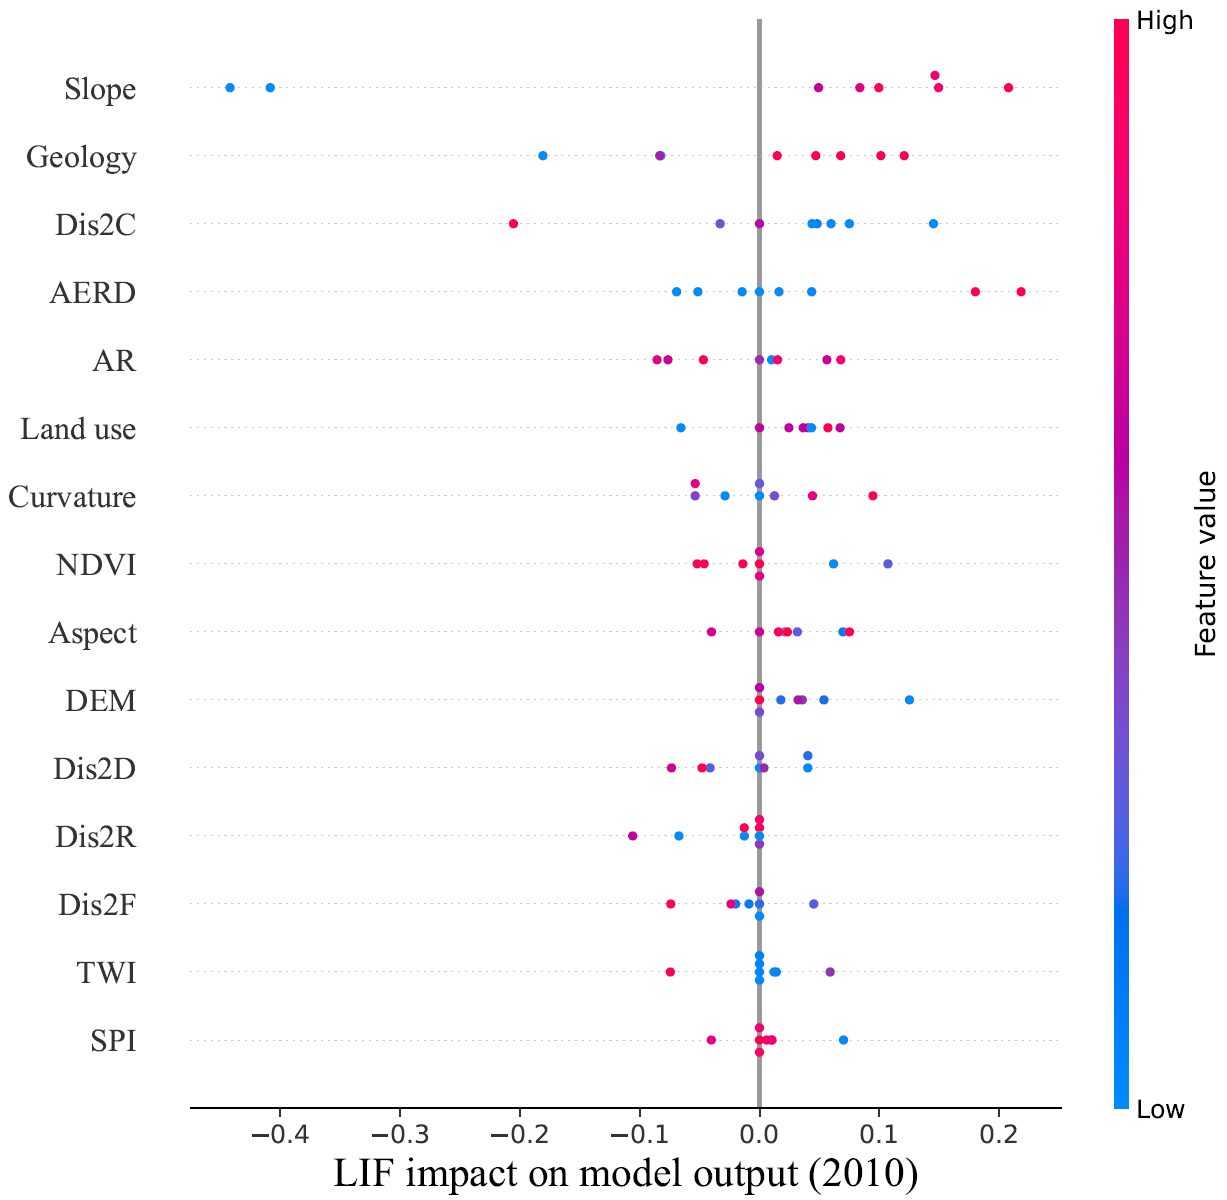 High
Slope
Geology
Dis2C
AERD
AR
Land use
Curvature
NDVI
Aspect
DEM
Dis2D
Dis2R
Dis2F
TWI
SPI
Feature value
Low
−0.4 −0.3 −0.2 −0.1 0.0 0.1 0.2
LIF impact on model output (2010)